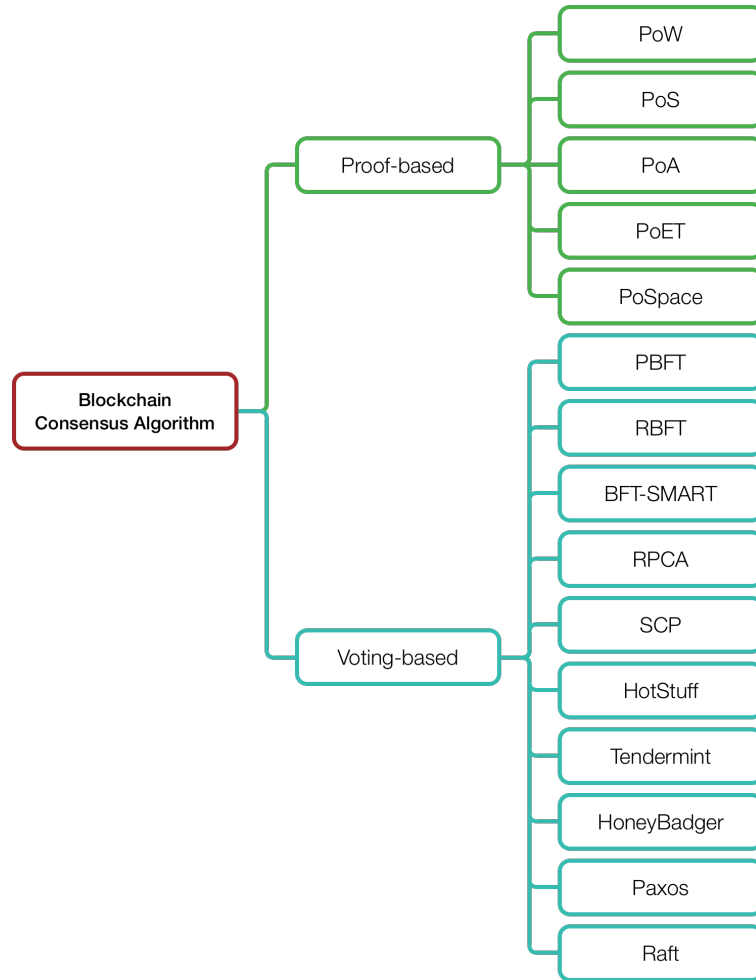 Blockchain
Consensus Algorithm
Proof-based
PoW
PoS
PoA
PoET
PoSpace
Voting-based
PBFT
RBFT
BFT-SMART
RPCA
SCP
HotStuff
Tendermint
HoneyBadger
Paxos
Raft